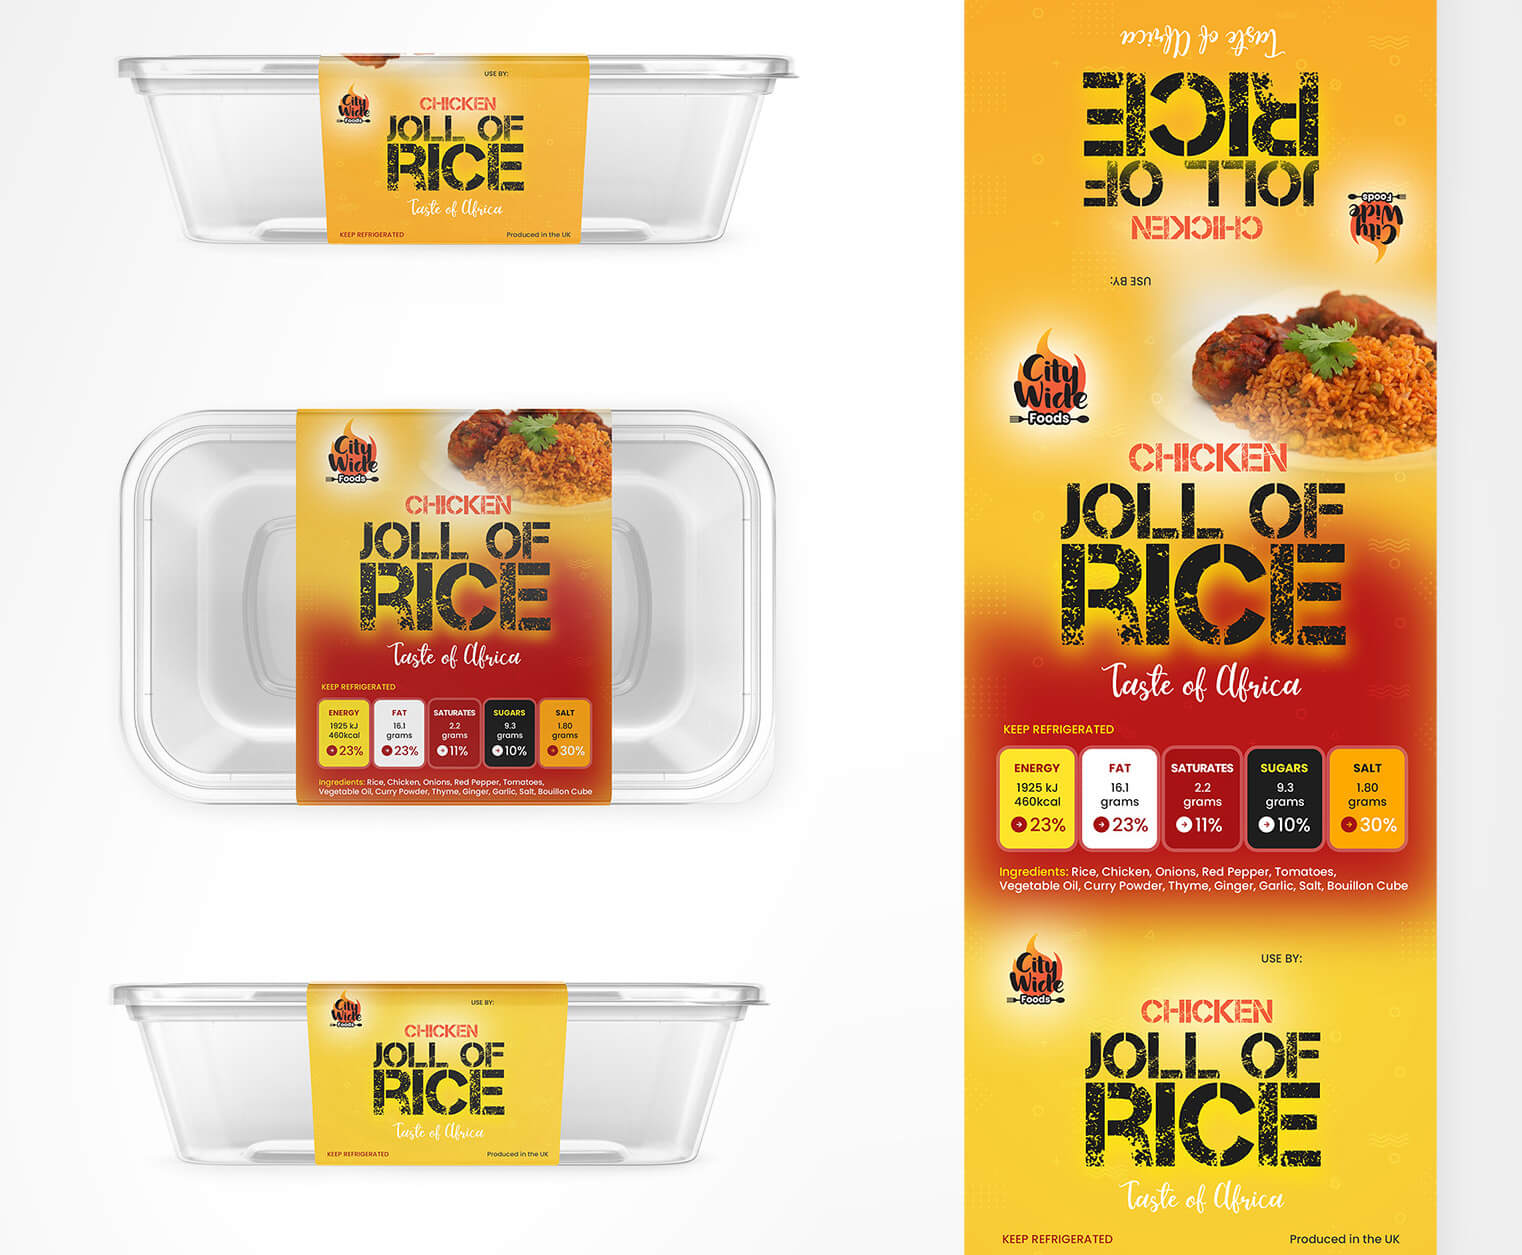 USE BY:
City
Wide
Foods
CHICKEN
JOLL OF
RICE
Taste of Africa
KEEP REFRIGERATED
Produced in the UK
City
Wide
Foods
CHICKEN
JOLL OF
RICE
Taste of Africa
KEEP REFRIGERATED
ENERGY
1925 kJ
460kcal
23%
FAT
16.1
grams
23%
SATURATES
2.2
grams
11%
SUGARS
9.3
grams
10%
SALT
1.80
grams
30%
Ingredients: Rice, Chicken, Onions, Red Pepper, Tomatoes,
Vegetable Oil, Curry Powder, Thyme, Ginger, Garlic, Salt, Bouillon Cube
City
Wide
Foods
USE BY:
CHICKEN
JOLL OF
RICE
Taste of Africa
KEEP REFRIGERATED
Produced in the UK
USE BY:
City
Wide
Foods
CHICKEN
JOLL OF
RICE
Taste of Africa
City
Wide
Foods
CHICKEN
JOLL OF
RICE
Taste of Africa
KEEP REFRIGERATED
ENERGY
1925 kJ
460kcal
23%
FAT
16.1
grams
23%
SATURATES
2.2
grams
11%
SUGARS
9.3
grams
10%
SALT
1.80
grams
30%
Ingredients: Rice, Chicken, Onions, Red Pepper, Tomatoes,
Vegetable Oil, Curry Powder, Thyme, Ginger, Garlic, Salt, Bouillon Cube
City
Wide
Foods
USE BY:
CHICKEN
JOLL OF
RICE
Taste of Africa
KEEP REFRIGERATED
Produced in the UK